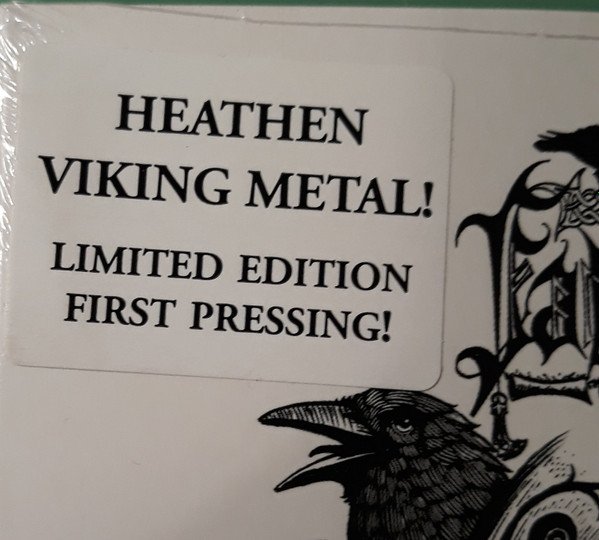 HEATHEN
VIKING METAL!
LIMITED EDITION
FIRST PRESSING!